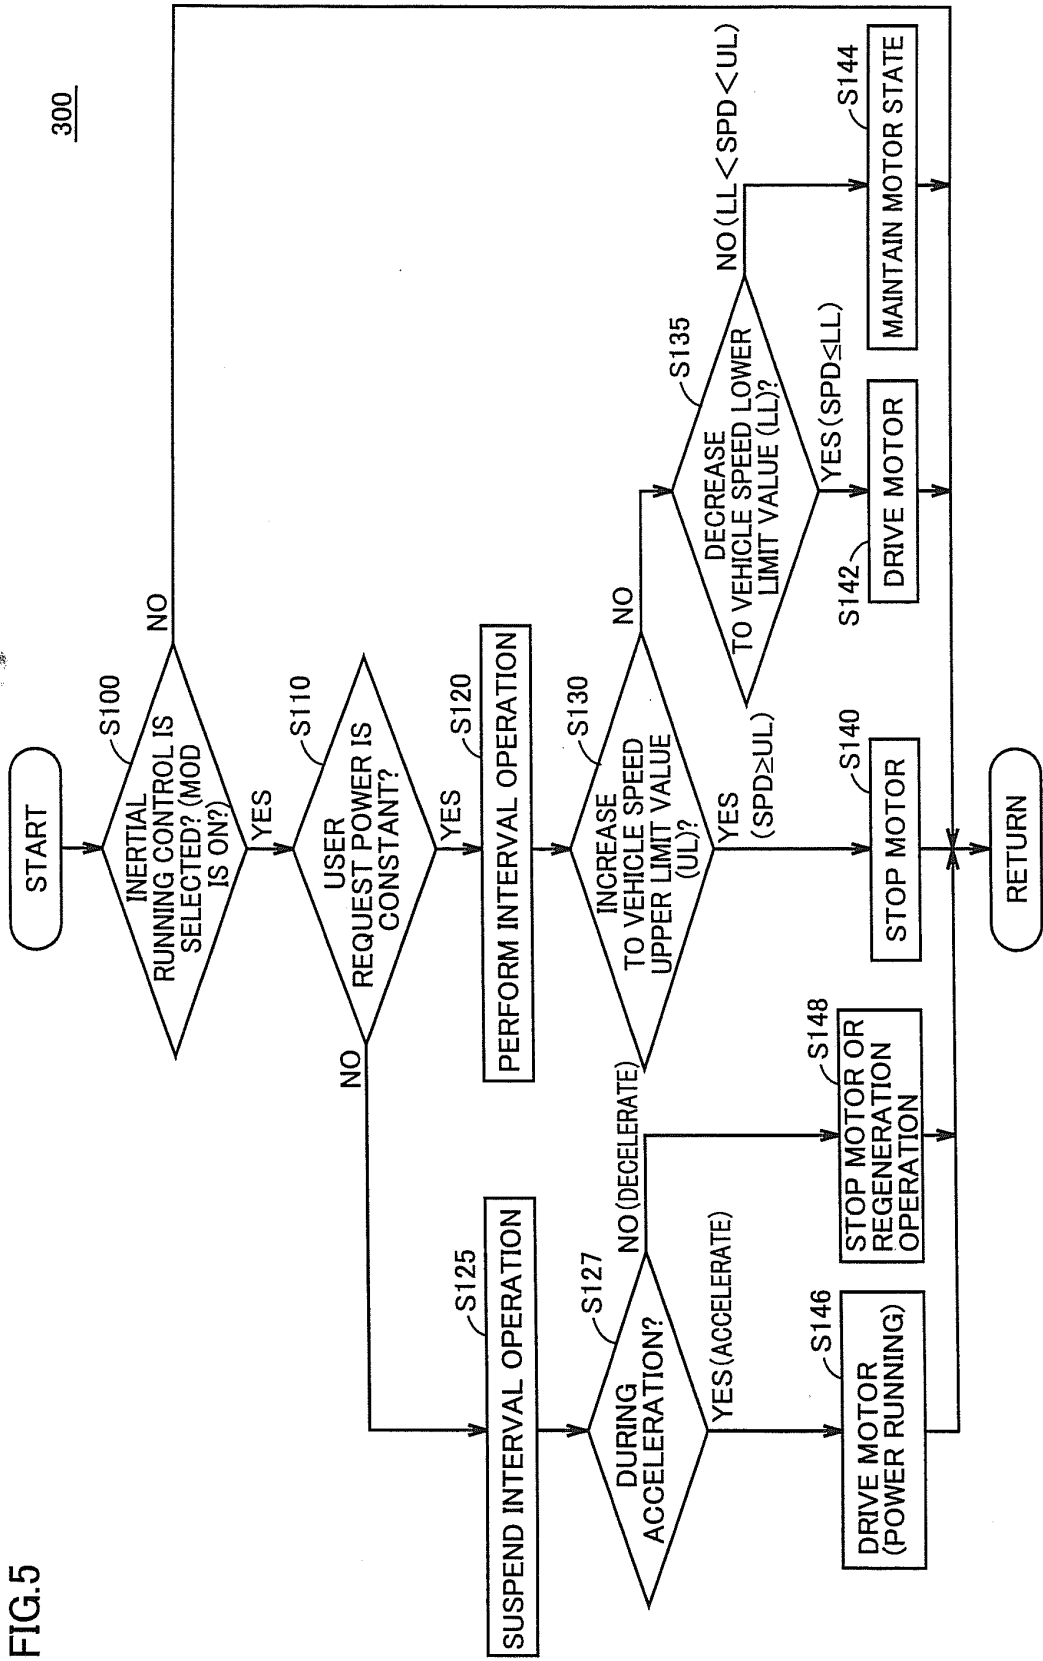 FIG.5
300
START
S100
INERTIAL
RUNNING CONTROL IS
SELECTED? (MOD
IS ON?)
NO
YES
S110
USER
REQUEST POWER IS
CONSTANT?
NO
YES
S125
SUSPEND INTERVAL OPERATION
S120
PERFORM INTERVAL OPERATION
S127
DURING
ACCELERATION?
NO(DECELERATE)
YES(ACCELERATE)
S130
INCREASE
TO VEHICLE SPEED
UPPER LIMIT VALUE
(UL)?
NO
YES
(SPD≥UL)
S135
DECREASE
TO VEHICLE SPEED LOWER
LIMIT VALUE (LL)?
NO(LL<SPD<UL)
YES(SPD≤LL)
S146
DRIVE MOTOR
(POWER RUNNING)
S148
STOP MOTOR OR
REGENERATION
OPERATION
S140
STOP MOTOR
S142
DRIVE MOTOR
S144
MAINTAIN MOTOR STATE
RETURN